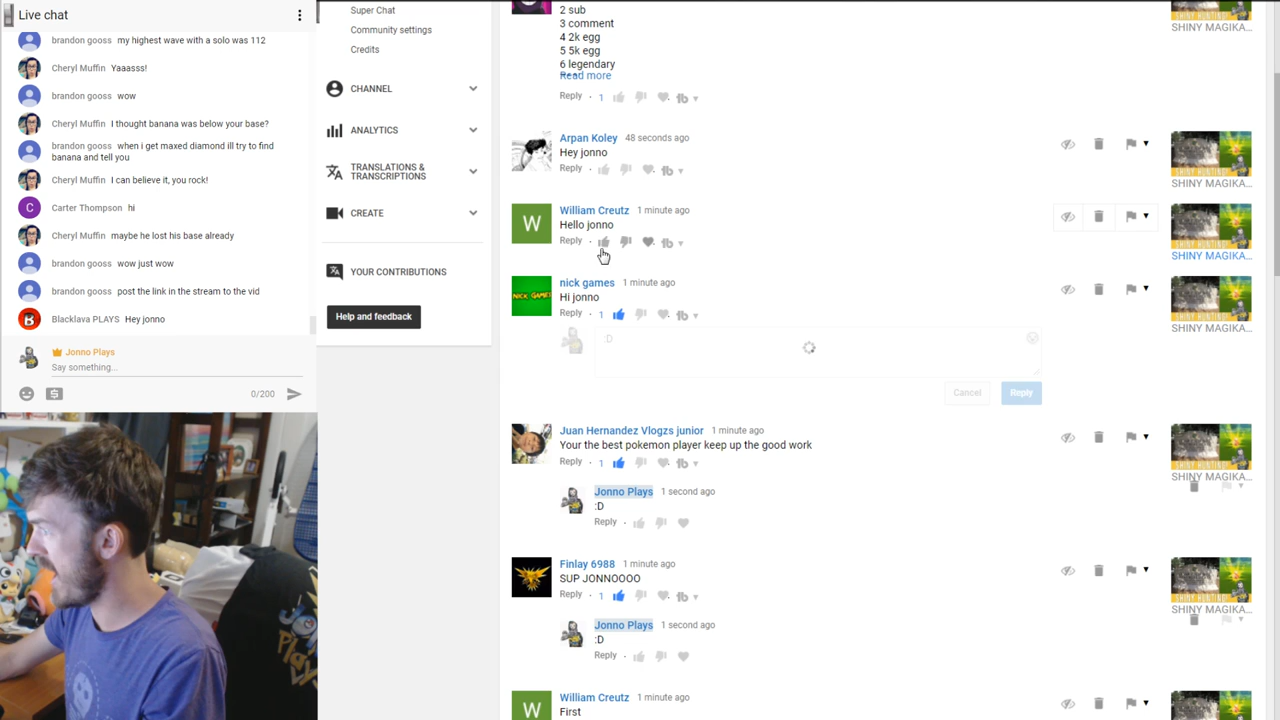 Live chat
brandon gooss my highest wave with a solo was 112
Cheryl Muffin Yaaasss!
brandon gooss wow
Cheryl Muffin I thought banana was below your base?
brandon gooss when i get maxed diamond ill try to find
banana and tell you
Cheryl Muffin I can believe it, you rock!
C
Carter Thompson hi
Cheryl Muffin maybe he lost his base already
brandon gooss wow just wow
brandon gooss post the link in the stream to the vid
B
Blacklava PLAYS Hey jonno
Jonno Plays
Say something...
0/200
Super Chat
Community settings
Credits
CHANNEL
ANALYTICS
TRANSLATIONS &
TRANSCRIPTIONS
CREATE
YOUR CONTRIBUTIONS
Help and feedback
2 sub
3 comment
4 2k egg
5 5k egg
6 legendary
Read more
Reply · 1
SHINY MAGIKA...
Arpan Koley 48 seconds ago
Hey jonno
Reply ·
SHINY MAGIKA...
W
William Creutz 1 minute ago
Hello jonno
Reply ·
SHINY MAGIKA...
NICK GAMES
nick games 1 minute ago
Hi jonno
Reply · 1
SHINY MAGIKA...
:D
Cancel
Reply
Juan Hernandez Vlogzs junior 1 minute ago
Your the best pokemon player keep up the good work
Reply · 1
SHINY MAGIKA...
Jonno Plays 1 second ago
:D
Reply ·
Finlay 6988 1 minute ago
SUP JONNOOOO
Reply · 1
SHINY MAGIKA...
Jonno Plays 1 second ago
:D
Reply ·
W
William Creutz 1 minute ago
First